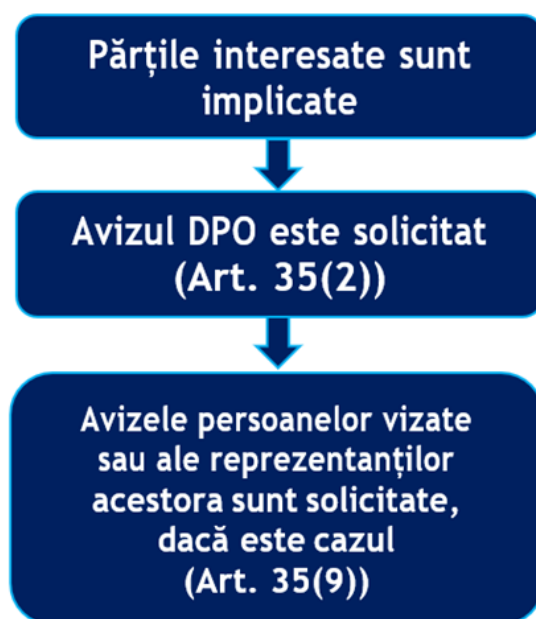 Părțile interesate sunt
implicate
Avizul DPO este solicitat
(Art. 35(2))
Avizele persoanelor vizate
sau ale reprezentanților
acestora sunt solicitate,
dacă este cazul
(Art. 35(9))